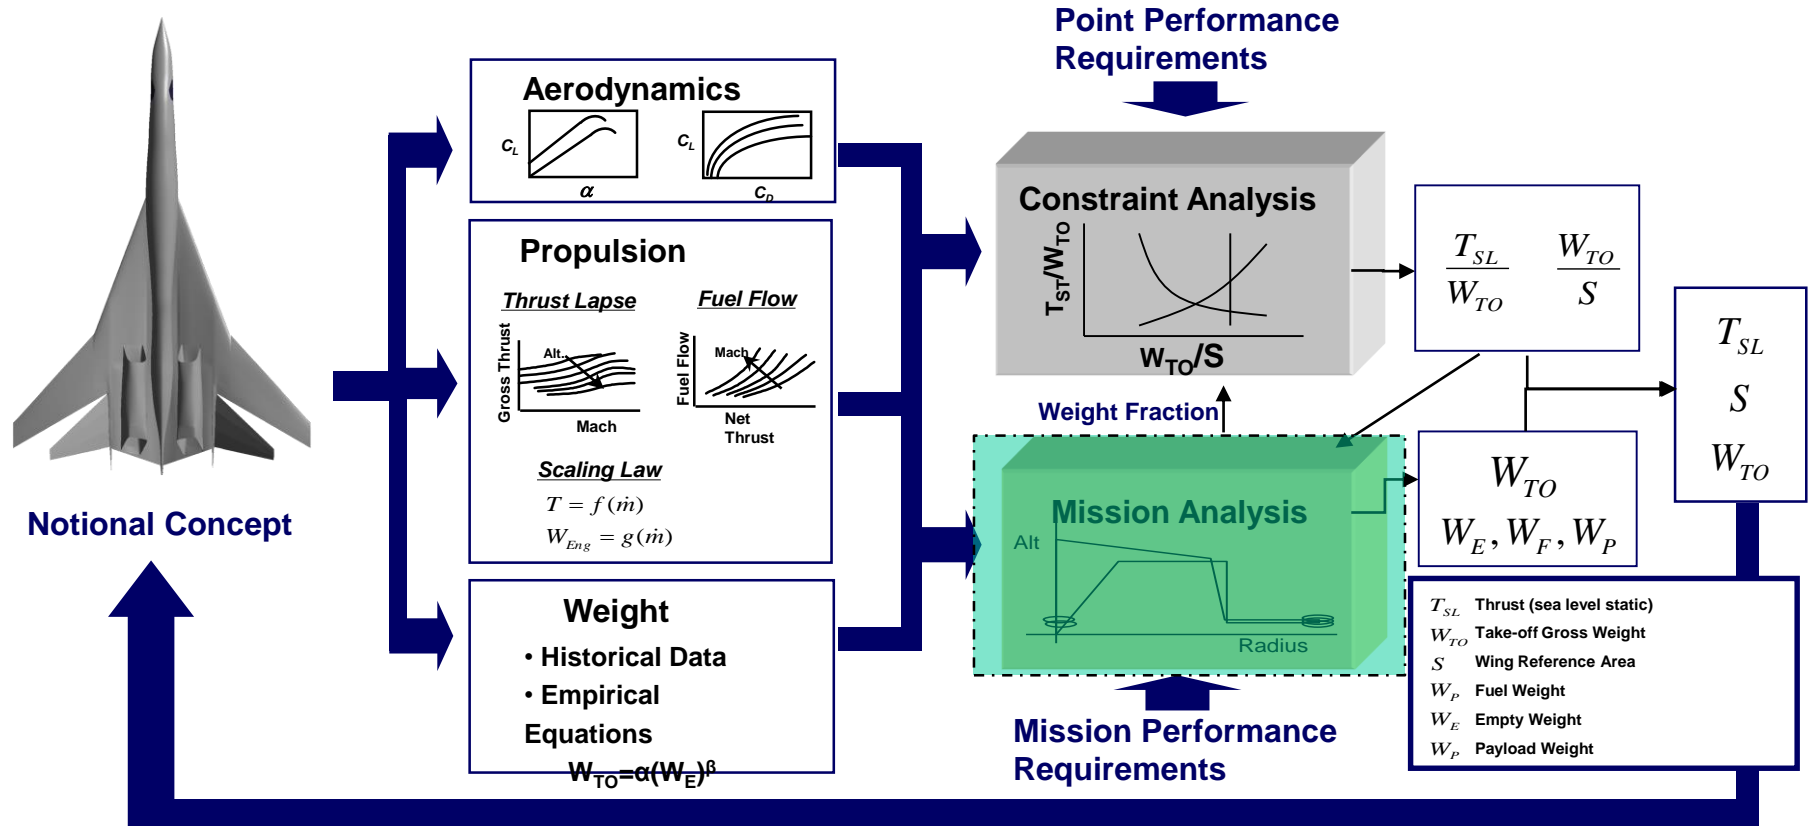 Notional Concept
Aerodynamics
C_L
α
C_L
C_D
Propulsion
Thrust Lapse
Gross Thrust
Alt.
Mach
Fuel Flow
Fuel Flow
Mach
Net
Thrust
Scaling Law
T = f(ṁ)
W_Eng = g(ṁ)
Weight
• Historical Data
• Empirical
Equations
W_TO=α(W_E)^β
Point Performance
Requirements
Constraint Analysis
T_ST/W_TO
W_TO/S
Weight Fraction
Mission Analysis
Alt
Radius
Mission Performance
Requirements
T_SL/W_TO W_TO/S
W_TO
W_E, W_F, W_P
T_SL
S
W_TO
T_SL Thrust (sea level static)
W_TO Take-off Gross Weight
S Wing Reference Area
W_P Fuel Weight
W_E Empty Weight
W_P Payload Weight